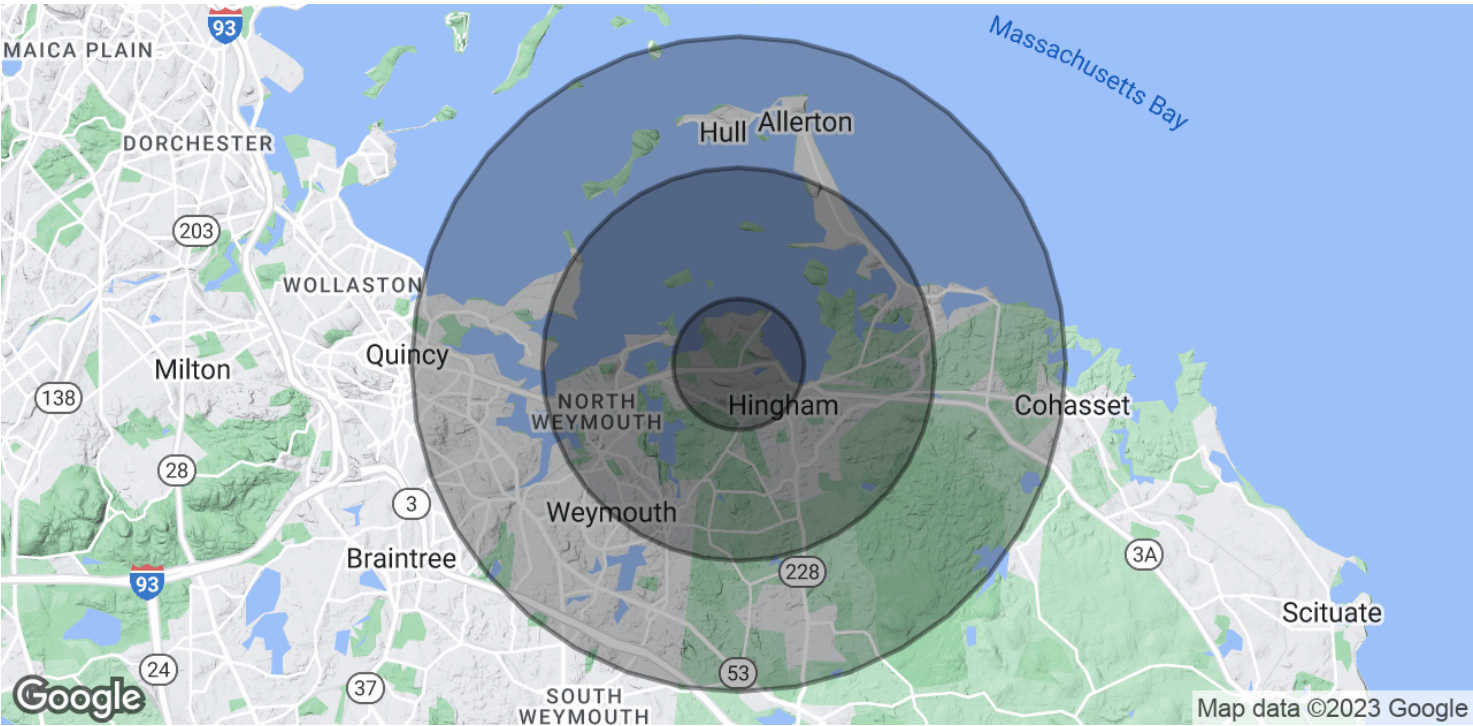 93
MAICA PLAIN
Massachusetts Bay
Hull
Allerton
DORCHESTER
203
WOLLASTON
Quincy
Milton
138
NORTH
WEYMOUTH
Hingham
Cohasset
28
3
Weymouth
Braintree
93
228
3A
Scituate
24
53
37
SOUTH
WEYMOUTH
Google
Map data ©2023 Google